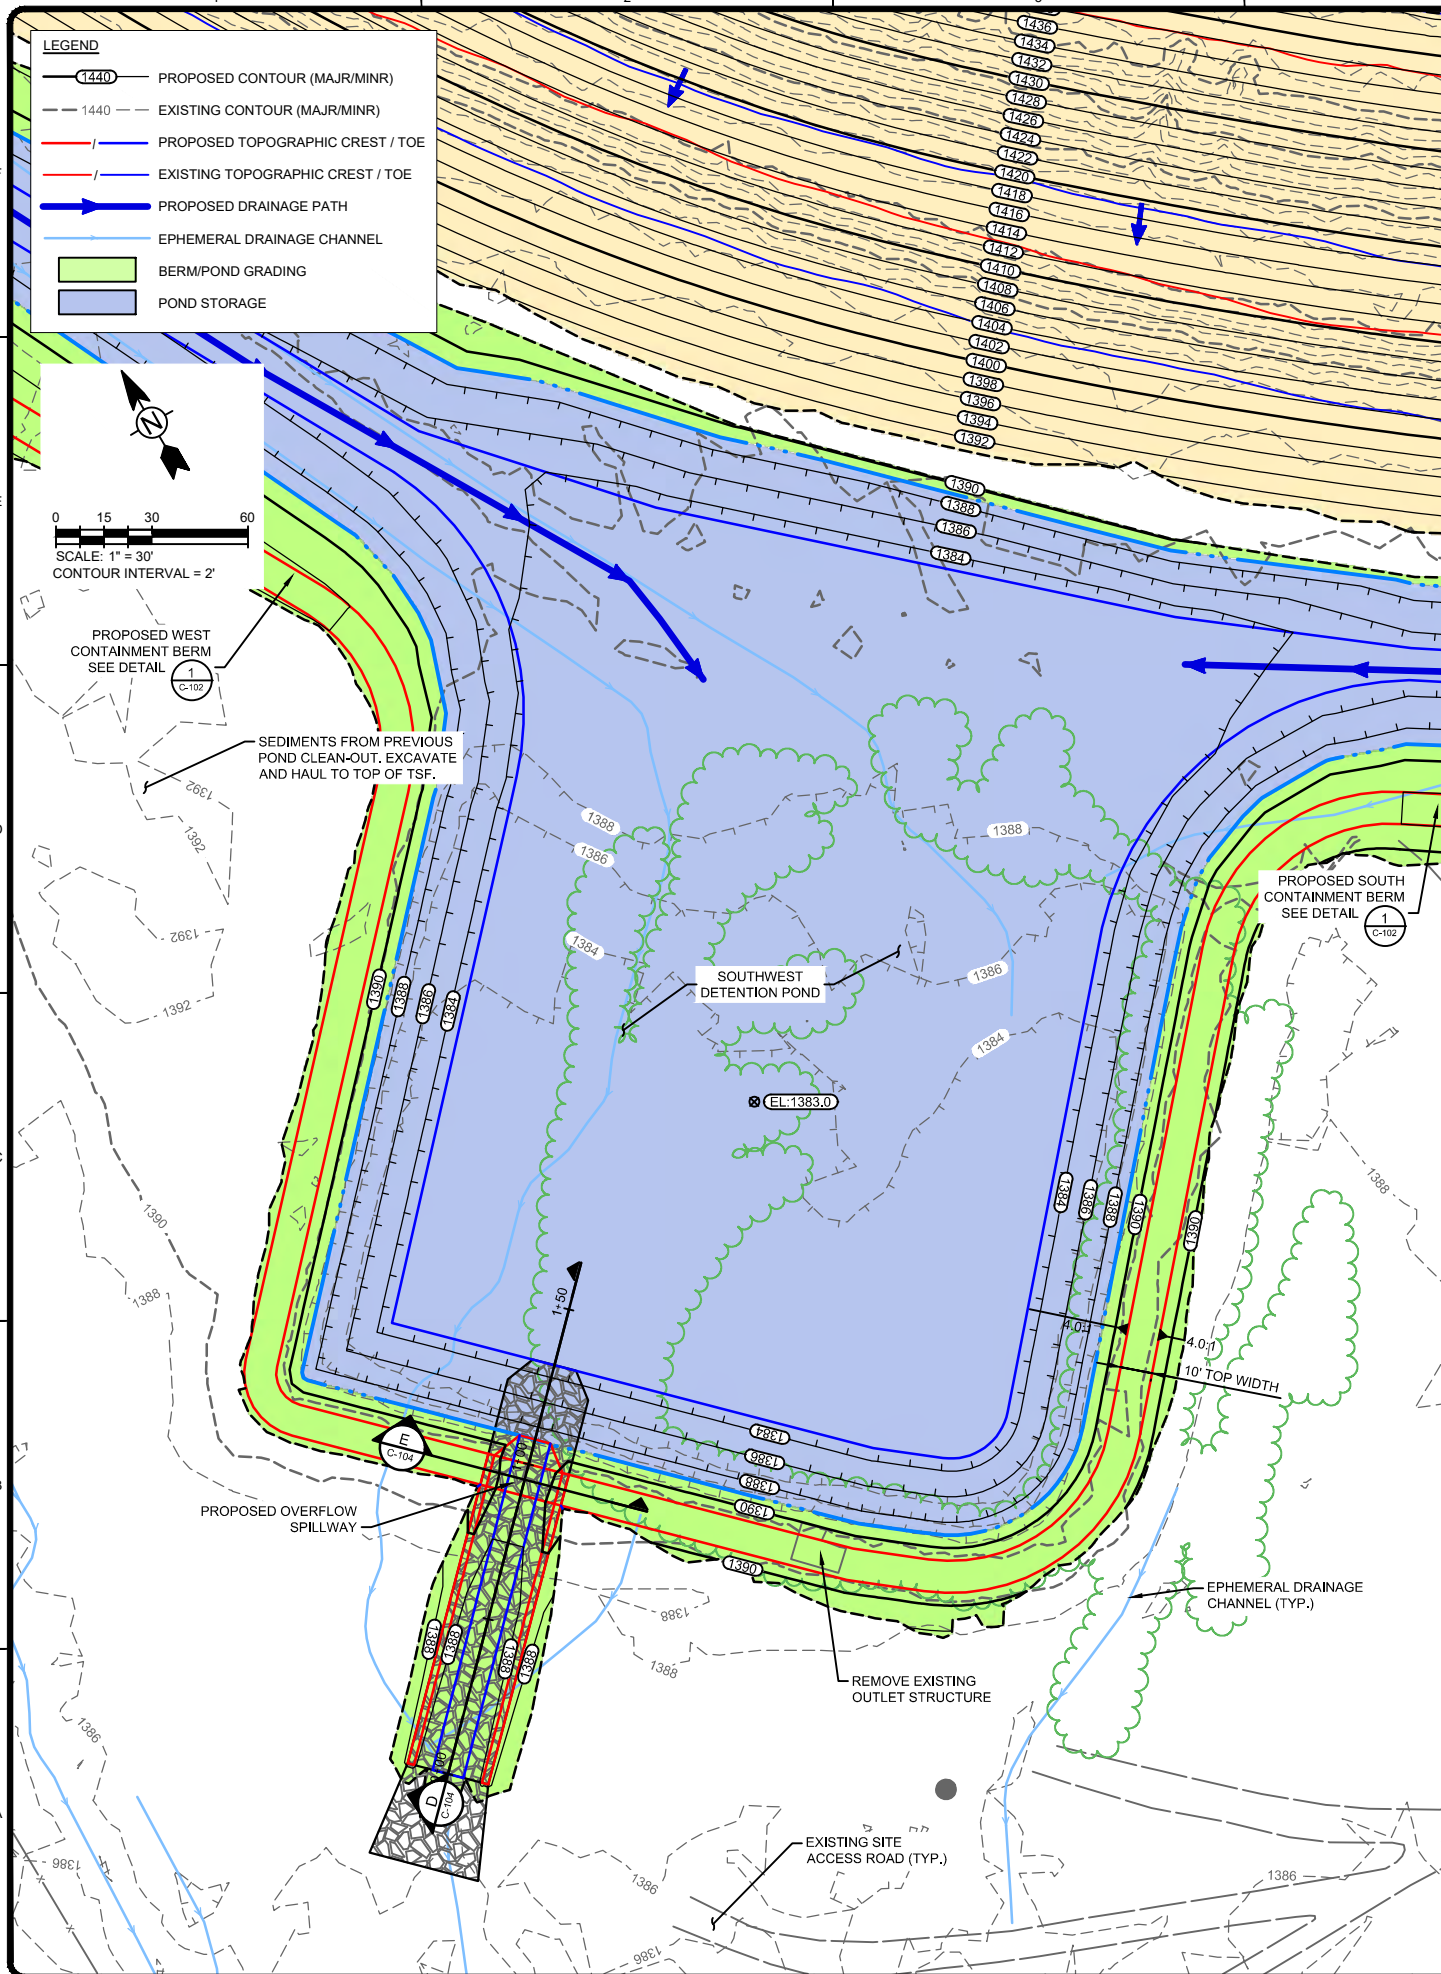 LEGEND
1440 PROPOSED CONTOUR (MAJR/MINR)
1440 EXISTING CONTOUR (MAJR/MINR)
/ PROPOSED TOPOGRAPHIC CREST / TOE
/ EXISTING TOPOGRAPHIC CREST / TOE
PROPOSED DRAINAGE PATH
EPHEMERAL DRAINAGE CHANNEL
BERM/POND GRADING
POND STORAGE
1436
1434
1432
1430
1428
1426
1424
1422
1420
1418
1416
1414
1412
1410
1408
1406
1404
1402
1400
1398
1396
1394
1392
N
0 15 30 60
SCALE: 1" = 30'
CONTOUR INTERVAL = 2'
1390
1388
1386
1384
PROPOSED WEST
CONTAINMENT BERM
SEE DETAIL
1
C-102
SEDIMENTS FROM PREVIOUS
POND CLEAN-OUT. EXCAVATE
AND HAUL TO TOP OF TSF.
1392
1392
1392
1392
1388
1386
1384
1388
1386
1384
PROPOSED SOUTH
CONTAINMENT BERM
SEE DETAIL
1
C-102
SOUTHWEST
DETENTION POND
1390
1388
1386
1384
EL:1383.0
1384
1386
1388
1390
1390
1388
1390
1388
1+50
4.0:1
4.0:1
10' TOP WIDTH
E
C-104
1384
1386
1388
1390
1390
PROPOSED OVERFLOW
SPILLWAY
EPHEMERAL DRAINAGE
CHANNEL (TYP.)
1388
1388
1388
1388
1388
1388
REMOVE EXISTING
OUTLET STRUCTURE
1386
D
C-104
EXISTING SITE
ACCESS ROAD (TYP.)
1386
1386
1386
1386